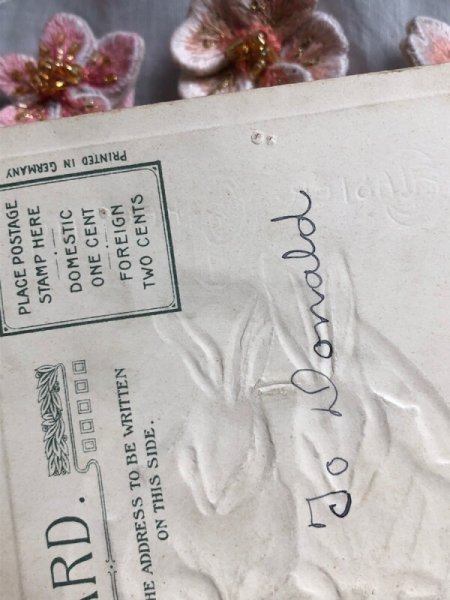 PRINTED IN GERMANY
PLACE POSTAGE
STAMP HERE
DOMESTIC
ONE CENT
FOREIGN
TWO CENTS
ARD.
HE ADDRESS TO BE WRITTEN
ON THIS SIDE.
To Donald